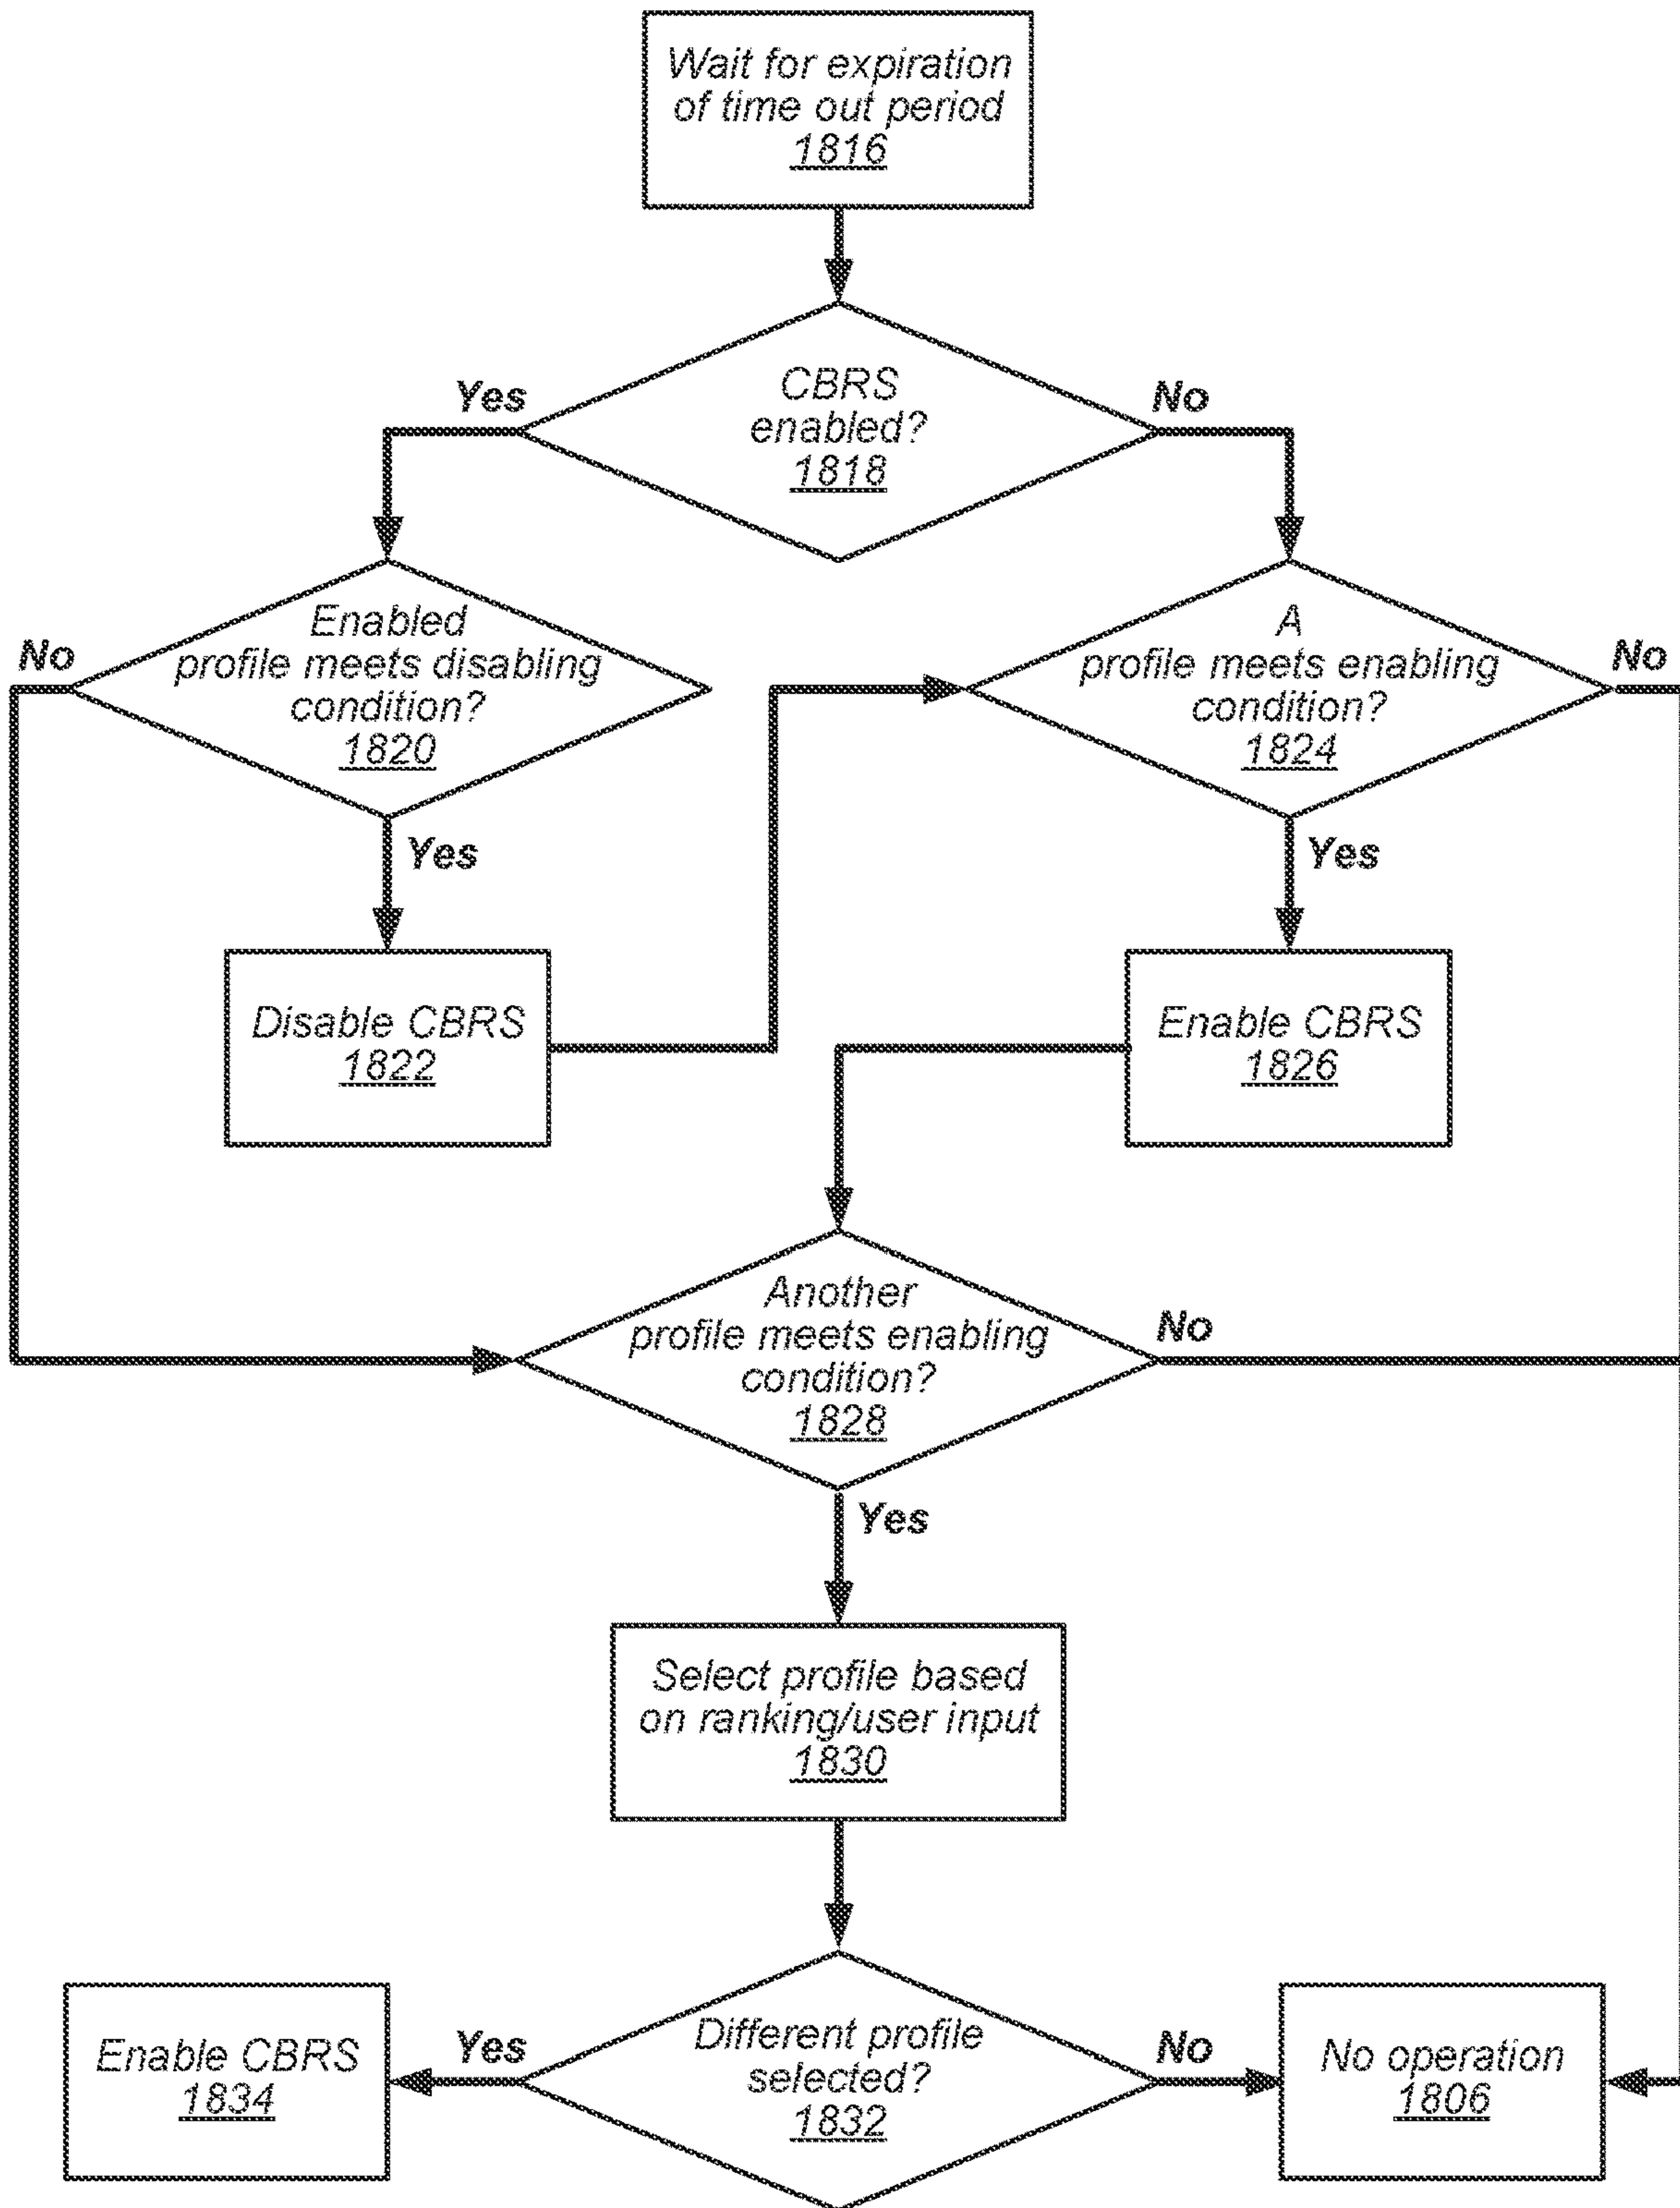 Wait for expiration
of time out period
1816
CBRS
enabled?
1818
Yes
No
Enabled
profile meets disabling
condition?
1820
No
Yes
A
profile meets enabling
condition?
1824
No
Yes
Disable CBRS
1822
Enable CBRS
1826
Another
profile meets enabling
condition?
1828
No
Yes
Select profile based
on ranking/user input
1830
Different profile
selected?
1832
Yes
No
Enable CBRS
1834
No operation
1806